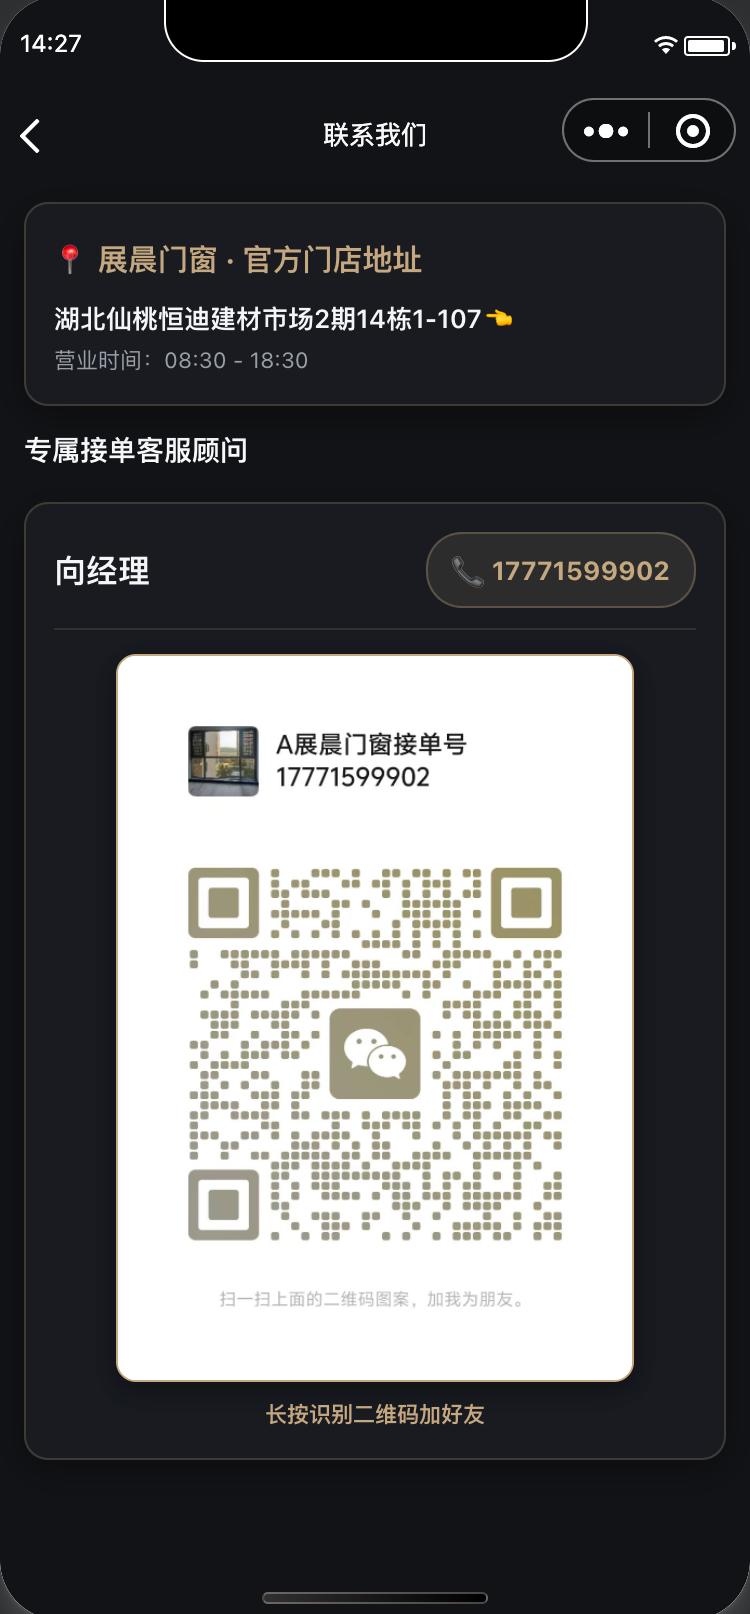 14:27
联系我们
展晨门窗 · 官方门店地址
湖北仙桃恒迪建材市场2期14栋1-107
营业时间：08:30 - 18:30
专属接单客服顾问
向经理
17771599902
A展晨门窗接单号
17771599902
扫一扫上面的二维码图案，加我为朋友。
长按识别二维码加好友